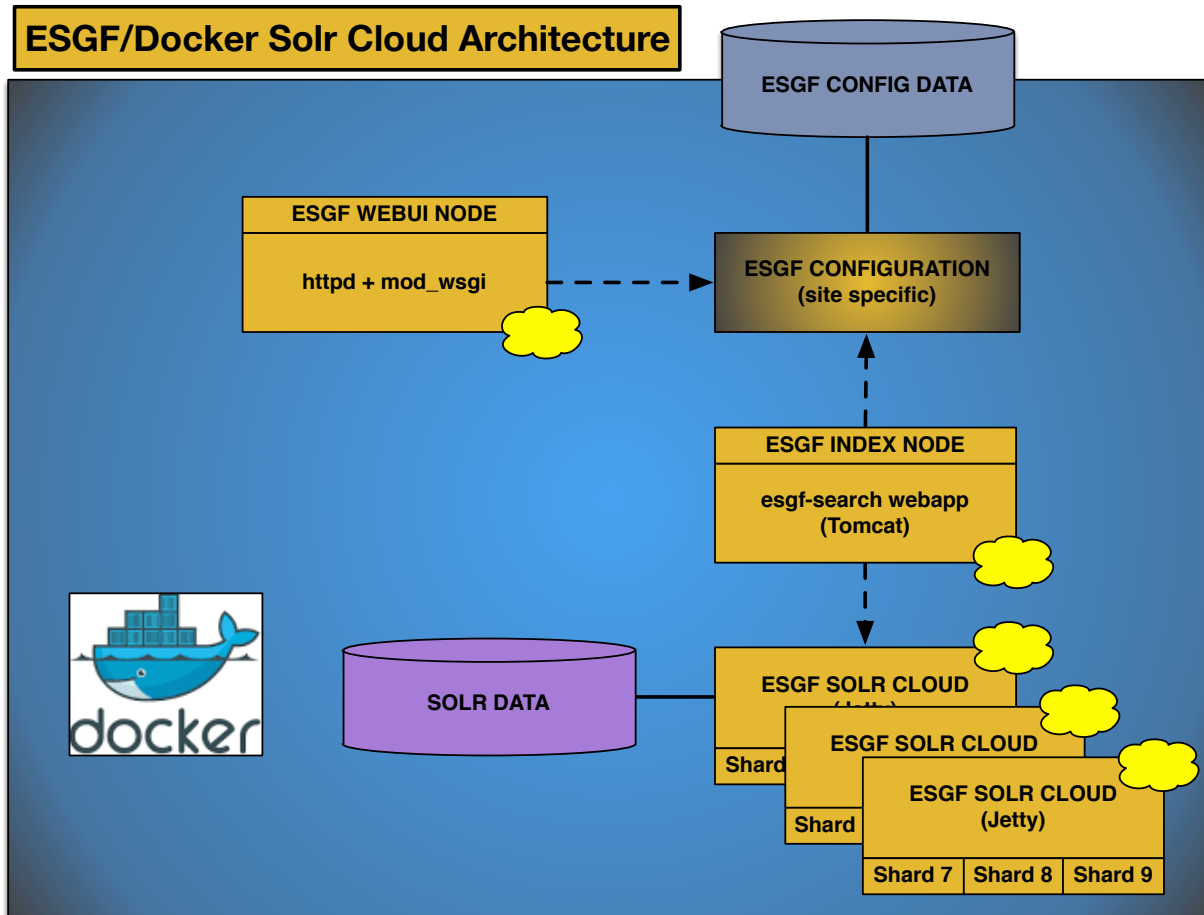 ESGF/Docker Solr Cloud Architecture
ESGF CONFIG DATA
ESGF WEBUI NODE
httpd + mod_wsgi
ESGF CONFIGURATION
(site specific)
ESGF INDEX NODE
esgf-search webapp
(Tomcat)
docker
SOLR DATA
ESGF SOLR CLOUD
(Jetty)
Shard
ESGF SOLR CLOUD
Shard
ESGF SOLR CLOUD
(Jetty)
Shard 7 Shard 8 Shard 9